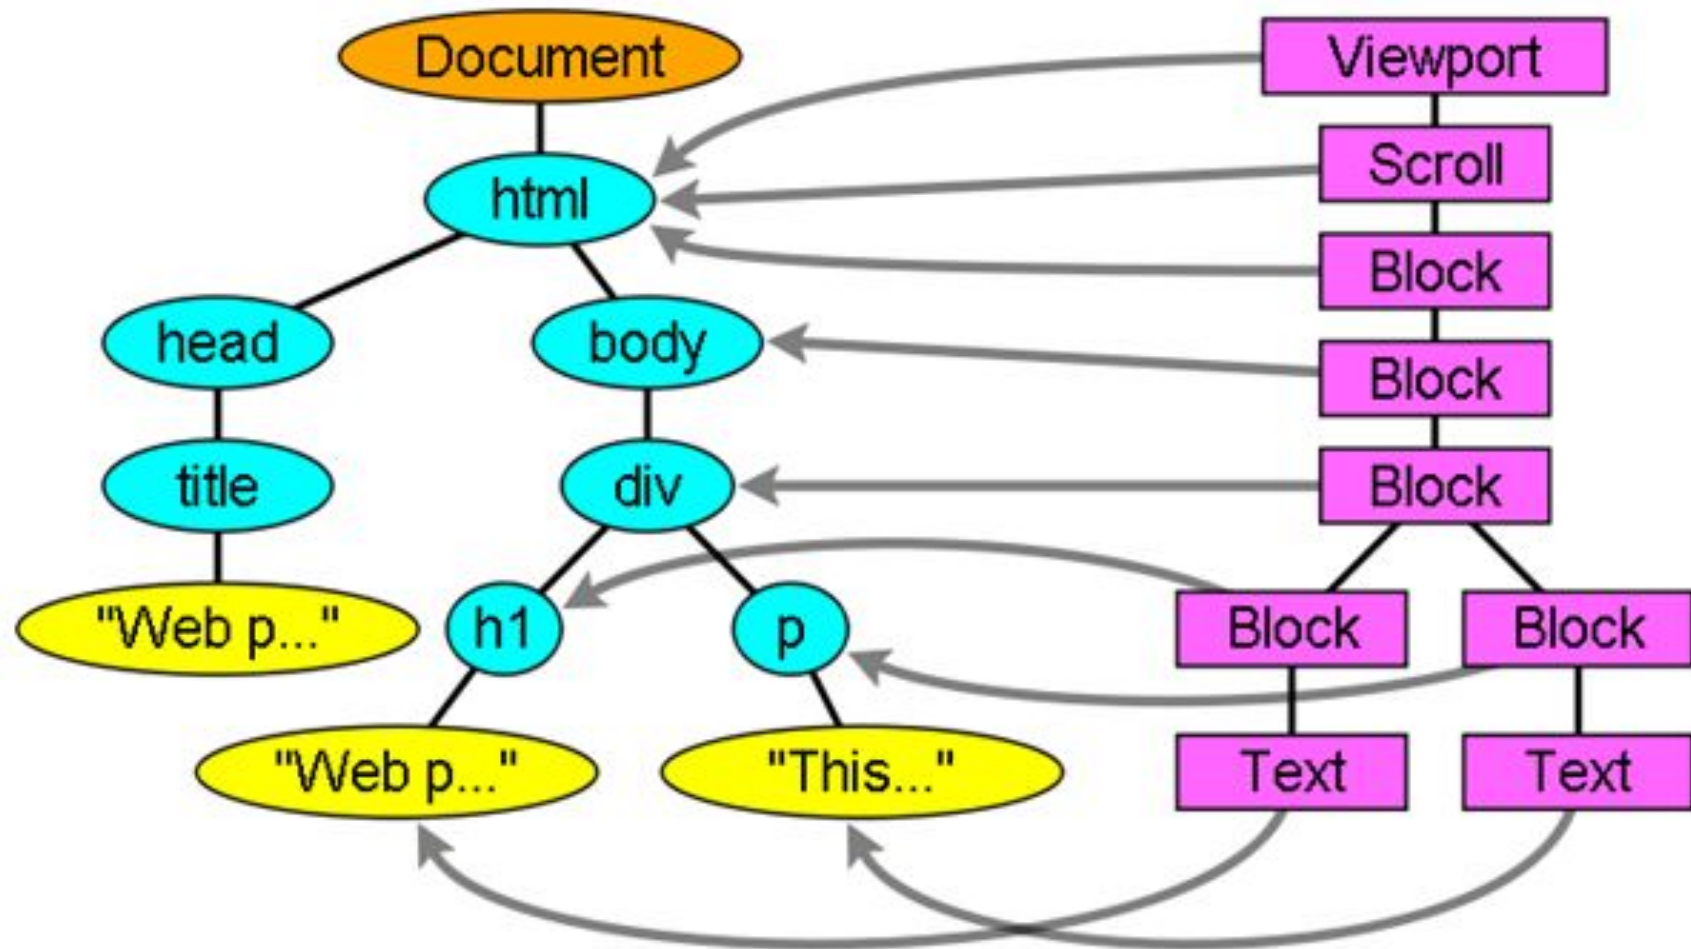 Document
Viewport
Scroll
html
Block
head
body
Block
title
div
Block
"Web p..."
h1
p
Block
Block
"Web p..."
"This..."
Text
Text